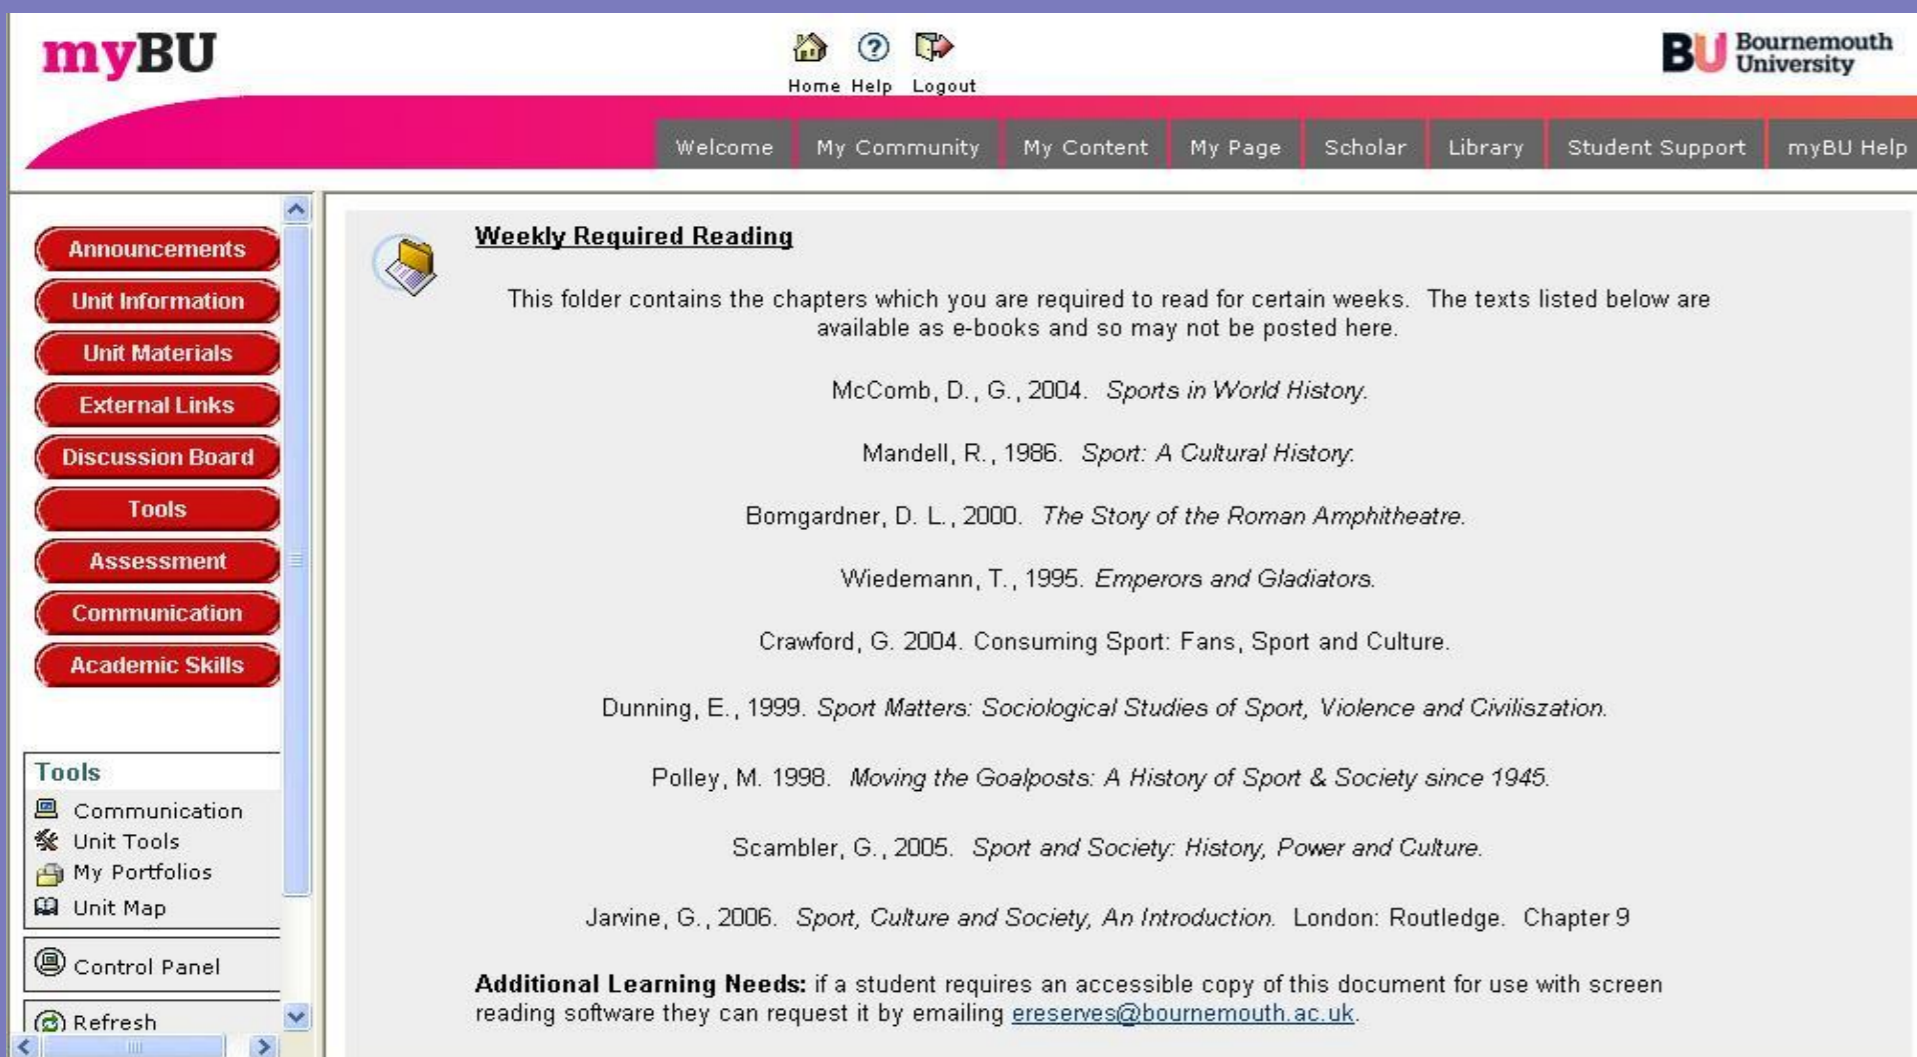 myBU
Home Help Logout
BU Bournemouth
University
Welcome My Community My Content My Page Scholar Library Student Support myBU Help
Announcements
Unit Information
Unit Materials
External Links
Discussion Board
Tools
Assessment
Communication
Academic Skills
Tools
Communication
Unit Tools
My Portfolios
Unit Map
Control Panel
Refresh
Weekly Required Reading
This folder contains the chapters which you are required to read for certain weeks. The texts listed below are
available as e-books and so may not be posted here.
McComb, D., G., 2004. Sports in World History.
Mandell, R., 1986. Sport: A Cultural History.
Bomgardner, D. L., 2000. The Story of the Roman Amphitheatre.
Wiedemann, T., 1995. Emperors and Gladiators.
Crawford, G. 2004. Consuming Sport: Fans, Sport and Culture.
Dunning, E., 1999. Sport Matters: Sociological Studies of Sport, Violence and Civiliszation.
Polley, M. 1998. Moving the Goalposts: A History of Sport & Society since 1945.
Scambler, G., 2005. Sport and Society: History, Power and Culture.
Jarvine, G., 2006. Sport, Culture and Society, An Introduction. London: Routledge. Chapter 9
Additional Learning Needs: if a student requires an accessible copy of this document for use with screen
reading software they can request it by emailing ereserves@bournemouth.ac.uk.